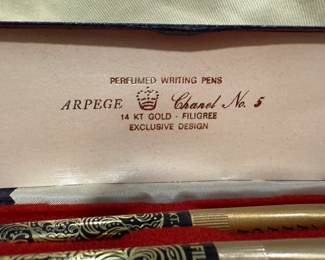 PERFUMED WRITING PENS
ARPEGE Chanel No. 5
14 KT GOLD - FILIGREE
EXCLUSIVE DESIGN